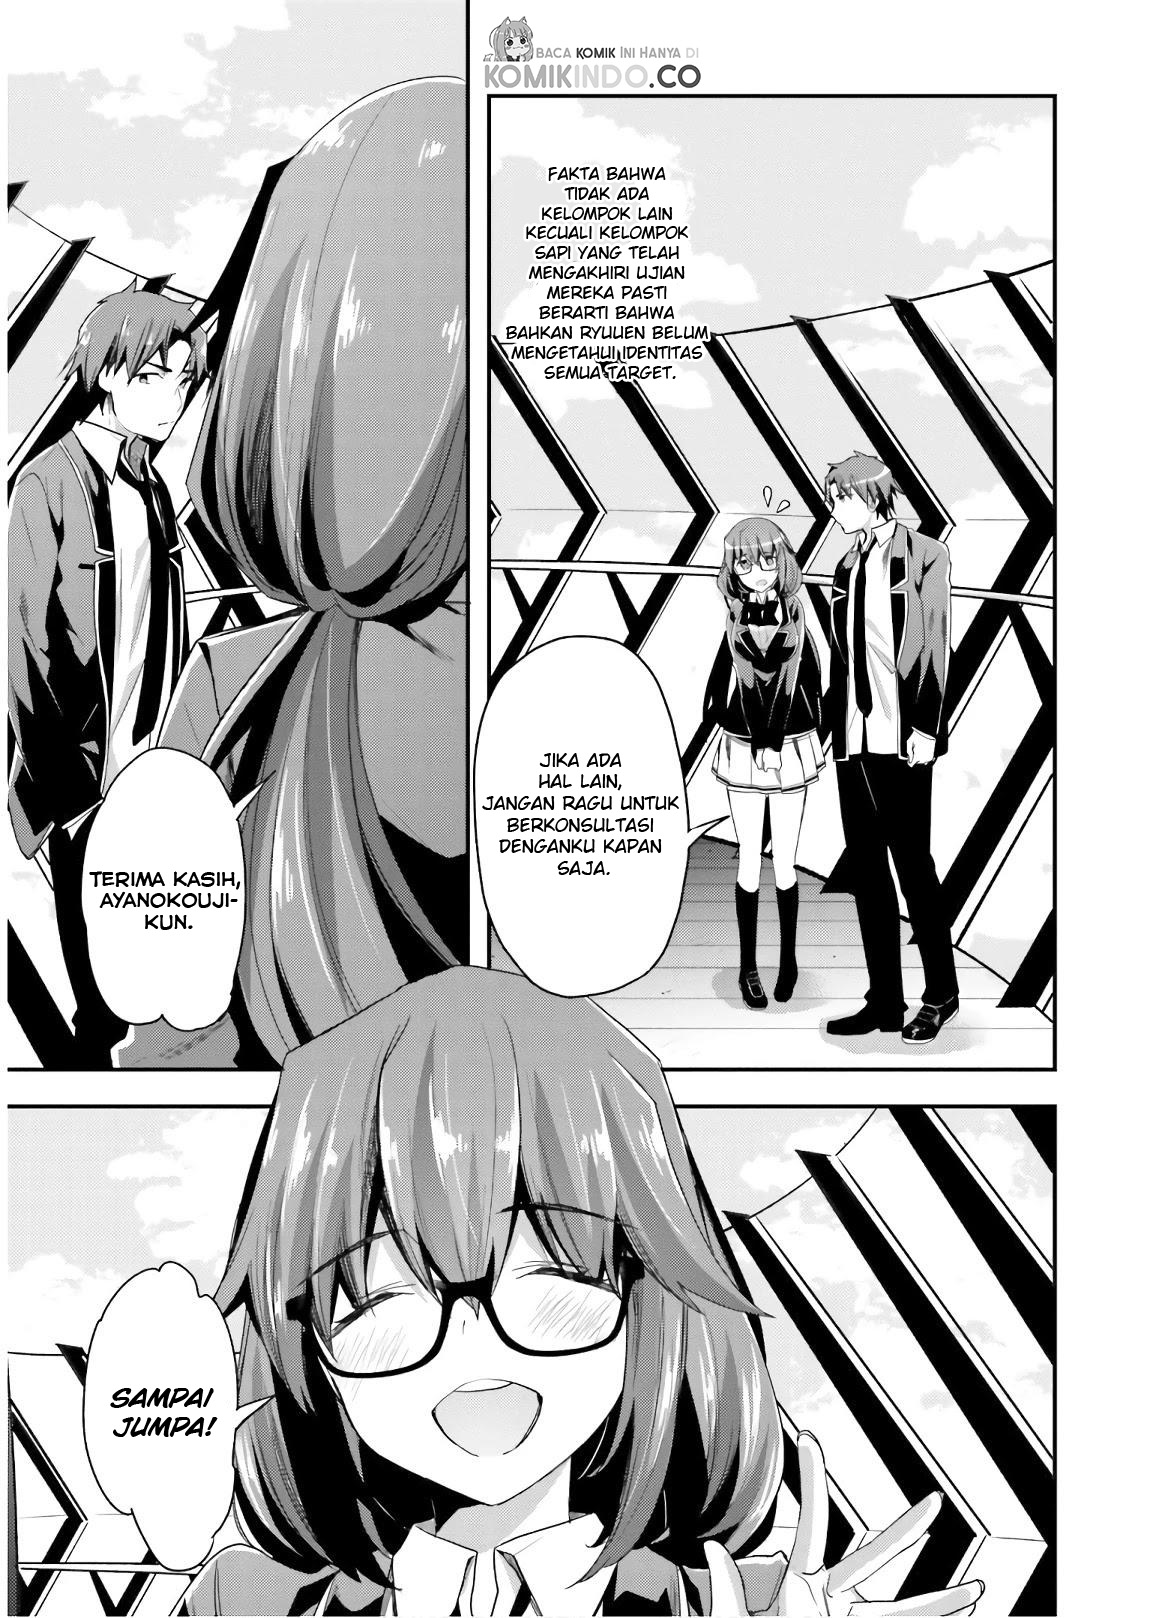 BACA KOMIK INI HANYA DI
KOMIKINDO.CO
FAKTA BAHWA
TIDAK ADA
KELOMPOK LAIN
KECUALI KELOMPOK
SAPI YANG TELAH
MENGAKHIRI UJIAN
MEREKA PASTI
BERARTI BAHWA
BAHKAN RYUUEN BELUM
MENGETAHUI IDENTITAS
SEMUA TARGET.
JIKA ADA
HAL LAIN,
JANGAN RAGU UNTUK
BERKONSULTASI
DENGANKU KAPAN
SAJA.
TERIMA KASIH,
AYANOKOUJI-
KUN.
SAMPAI
JUMPA!